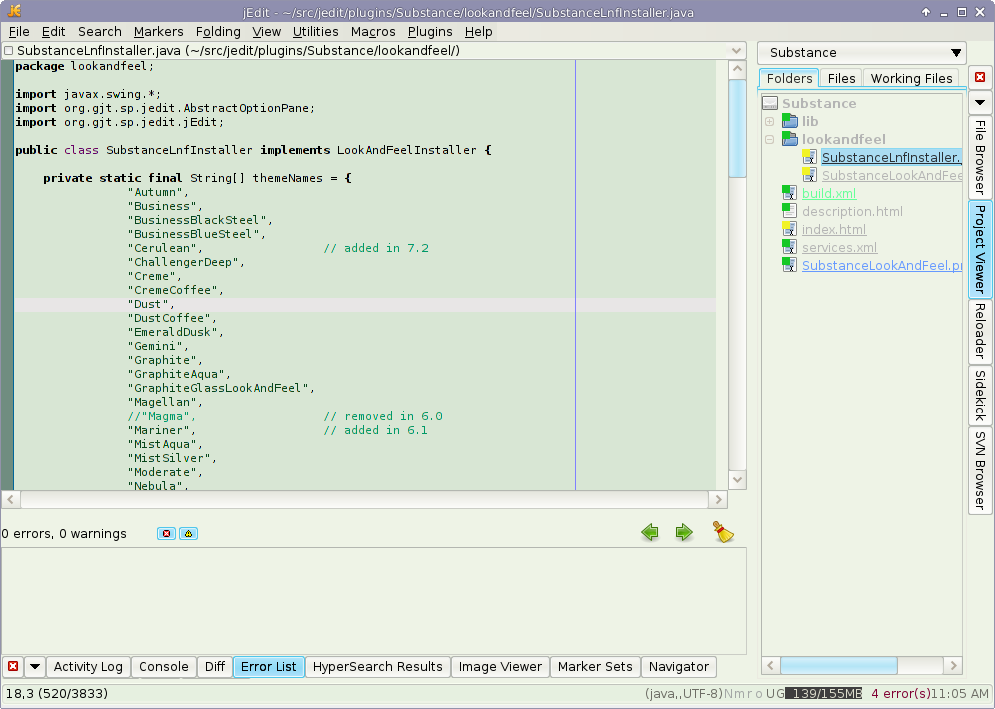 jEdit - ~/src/jedit/plugins/Substance/lookandfeel/SubstanceLnfInstaller.java
File Edit Search Markers Folding View Utilities Macros Plugins Help
SubstanceLnfInstaller.java (~/src/jedit/plugins/Substance/lookandfeel/)
package lookandfeel;
import javax.swing.*;
import org.gjt.sp.jedit.AbstractOptionPane;
import org.gjt.sp.jedit.jEdit;
public class SubstanceLnfInstaller implements LookAndFeelInstaller {
private static final String[] themeNames = {
"Autumn",
"Business",
"BusinessBlackSteel",
"BusinessBlueSteel",
"Cerulean", // added in 7.2
"ChallengerDeep",
"Creme",
"CremeCoffee",
"Dust",
"DustCoffee",
"EmeraldDusk",
"Gemini",
"Graphite",
"GraphiteAqua",
"GraphiteGlassLookAndFeel",
"Magellan",
//"Magma", // removed in 6.0
"Mariner", // added in 6.1
"MistAqua",
"MistSilver",
"Moderate",
"Nebula",
0 errors, 0 warnings
Activity Log Console Diff Error List HyperSearch Results Image Viewer Marker Sets Navigator
Substance
Folders Files Working Files
Substance
lib
lookandfeel
SubstanceLnfInstaller.
SubstanceLookAndFee
build.xml
description.html
index.html
services.xml
SubstanceLookAndFeel.pr
File Browser
Project Viewer
Reloader
Sidekick
SVN Browser
18,3 (520/3833) (java,,UTF-8)Nmro UG 139/155MB 4 error(s)11:05 AM